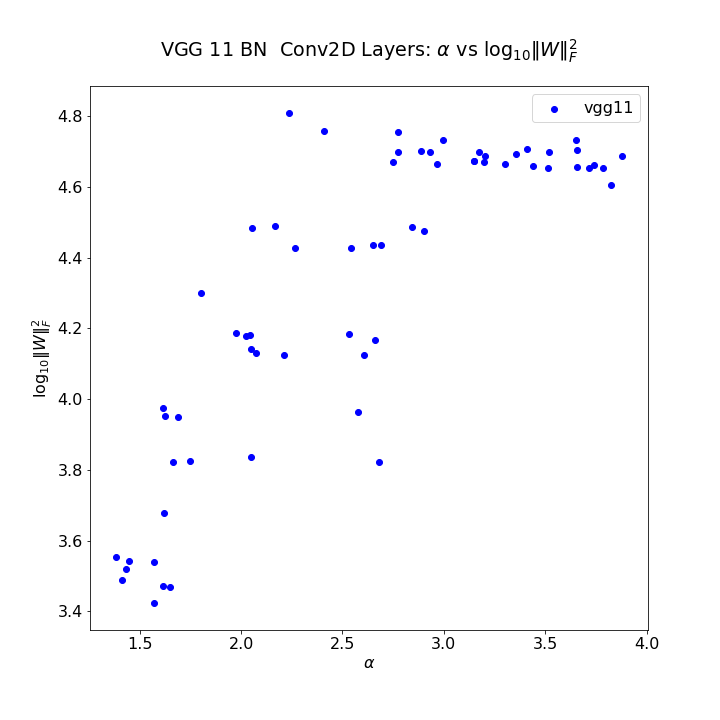 VGG 11 BN  Conv2D Layers: α vs log₁₀‖W‖²_F
vgg11
log₁₀‖W‖²_F
4.8
4.6
4.4
4.2
4.0
3.8
3.6
3.4
1.5 2.0 2.5 3.0 3.5 4.0
α